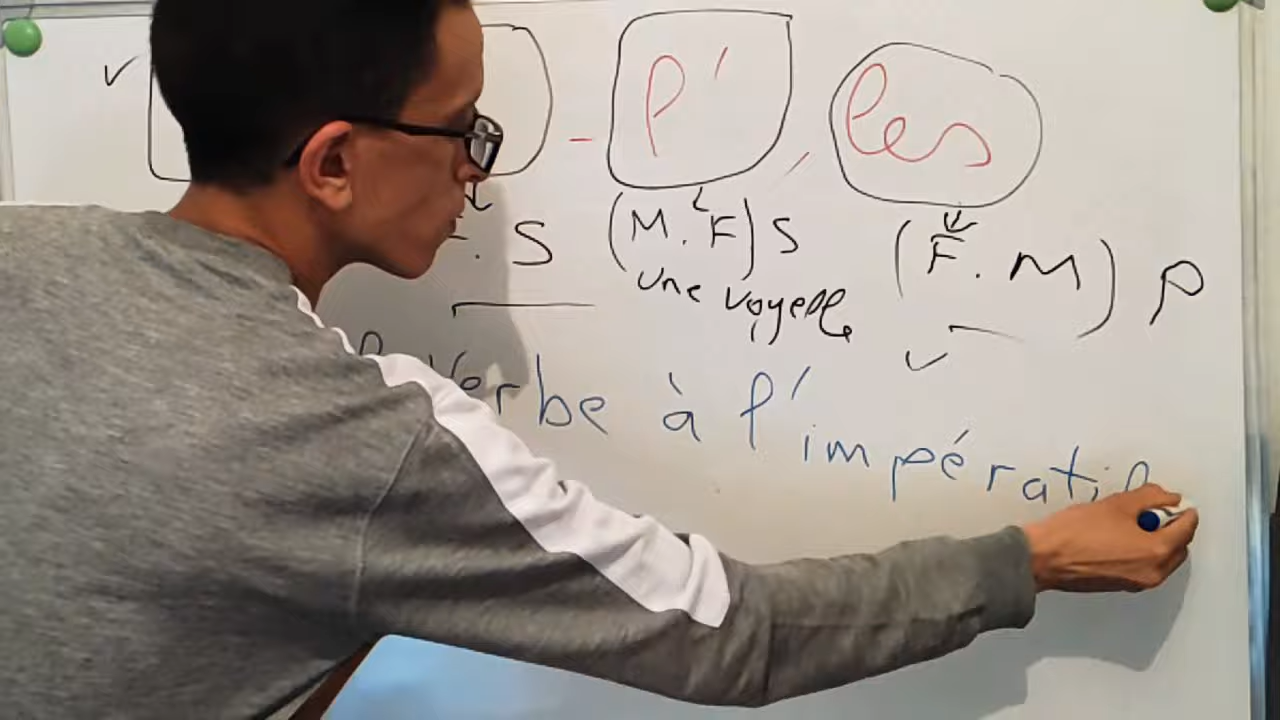 - l' , les
. S (M. F) S (F. M) P
une voyelle
Verbe à l'impératif